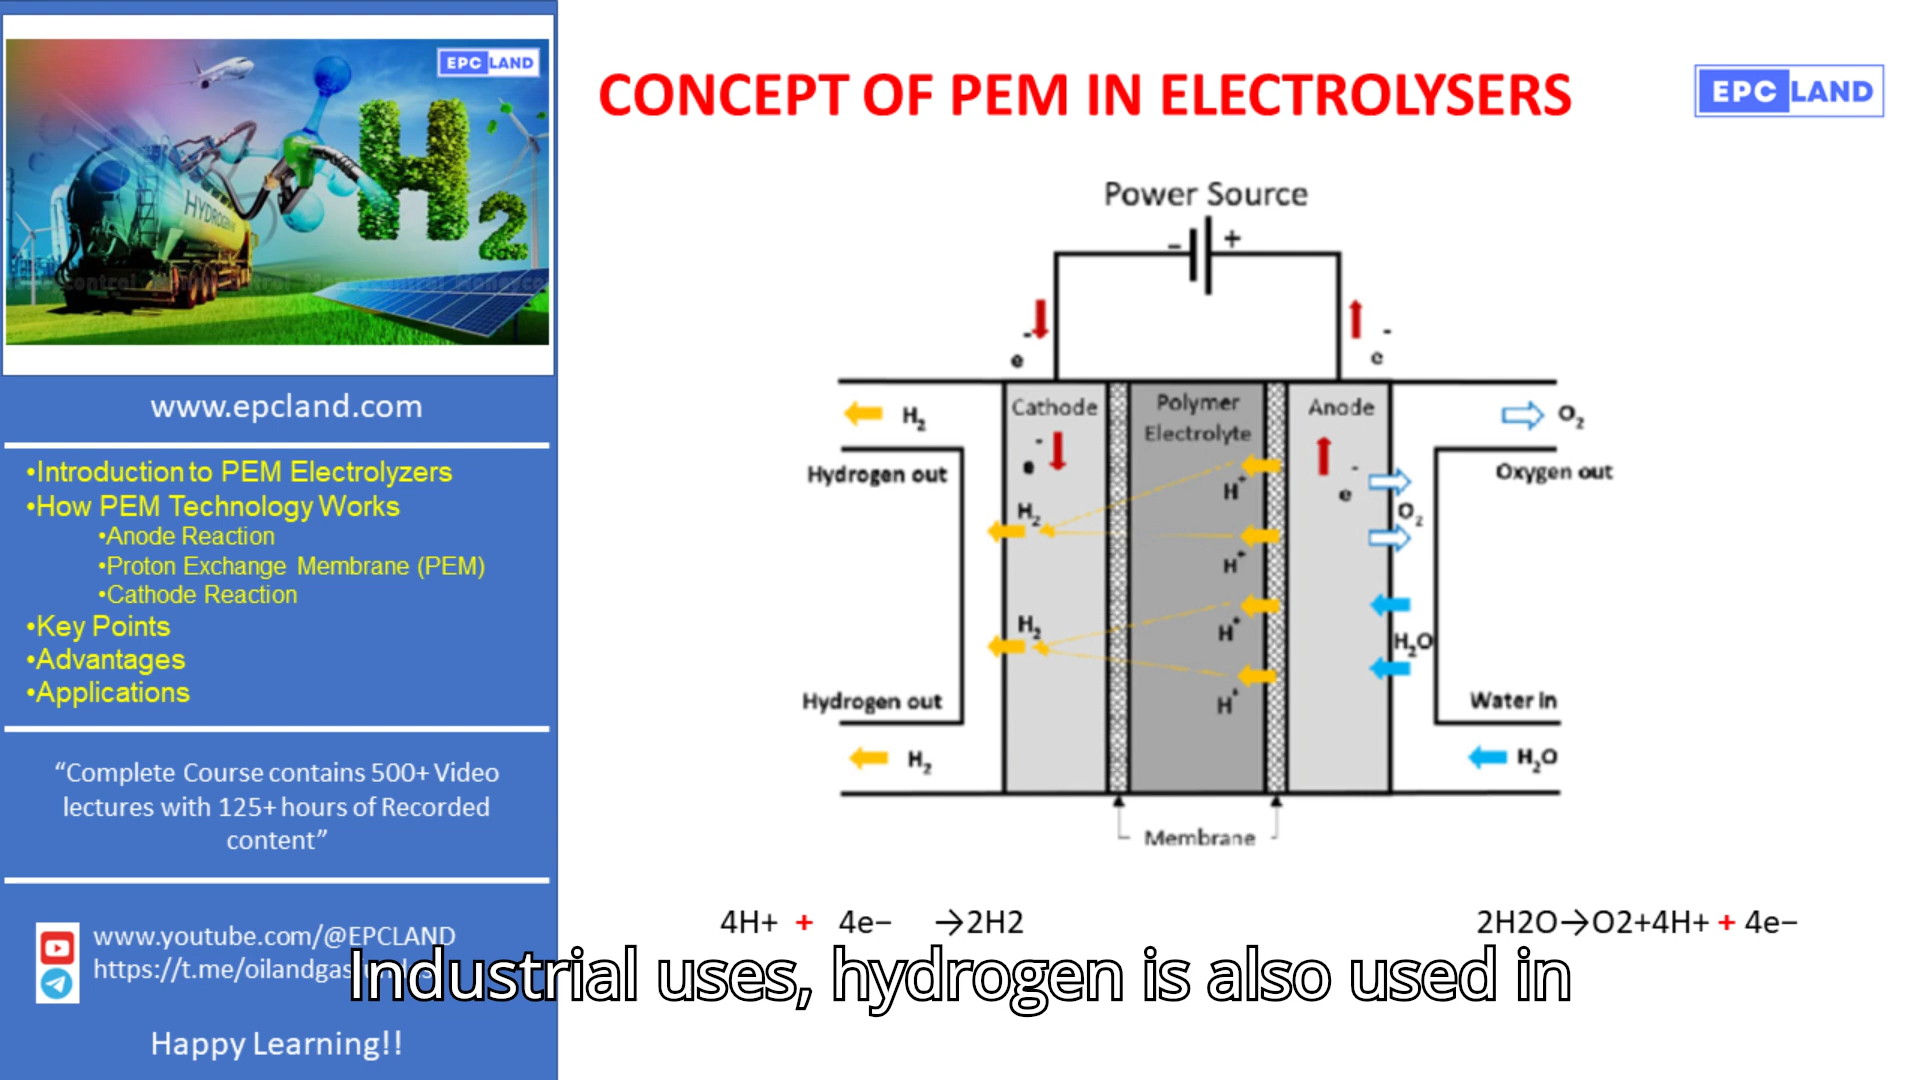 EPC LAND
HYDROGEN
H2
www.epcland.com
•Introduction to PEM Electrolyzers
•How PEM Technology Works
•Anode Reaction
•Proton Exchange Membrane (PEM)
•Cathode Reaction
•Key Points
•Advantages
•Applications
“Complete Course contains 500+ Video
lectures with 125+ hours of Recorded
content”
www.youtube.com/@EPCLAND
Happy Learning!!
CONCEPT OF PEM IN ELECTROLYSERS
EPC LAND
Power Source
− +
e-
e-
Cathode
Polymer
Electrolyte
Anode
H₂
O₂
Hydrogen out
Oxygen out
e-
e-
H⁺
H₂
O₂
H⁺
H₂
H⁺
H₂O
H⁺
Hydrogen out
Water in
H₂
H₂O
Membrane
4H+ + 4e− →2H2
2H2O→O2+4H+ + 4e−
Industrial uses, hydrogen is also used in